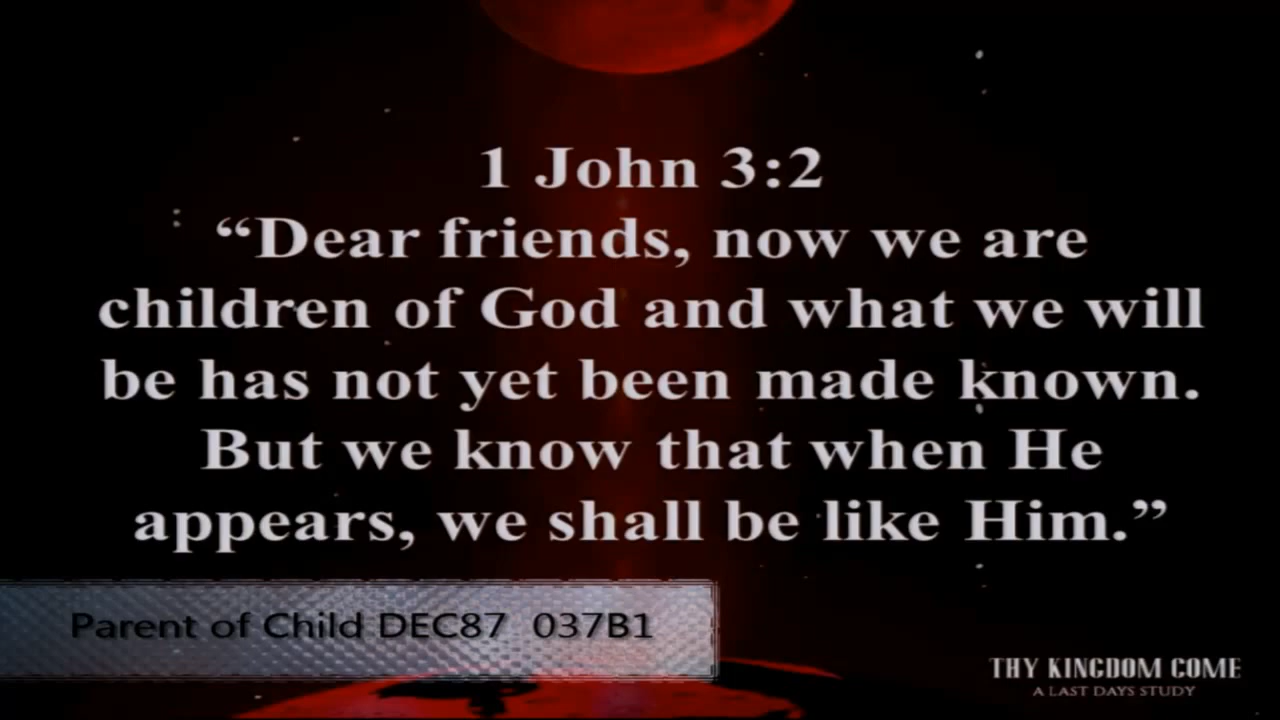 1 John 3:2
“Dear friends, now we are
children of God and what we will
be has not yet been made known.
But we know that when He
appears, we shall be like Him.”
Parent of Child DEC87 037B1
THY KINGDOM COME
A LAST DAYS STUDY